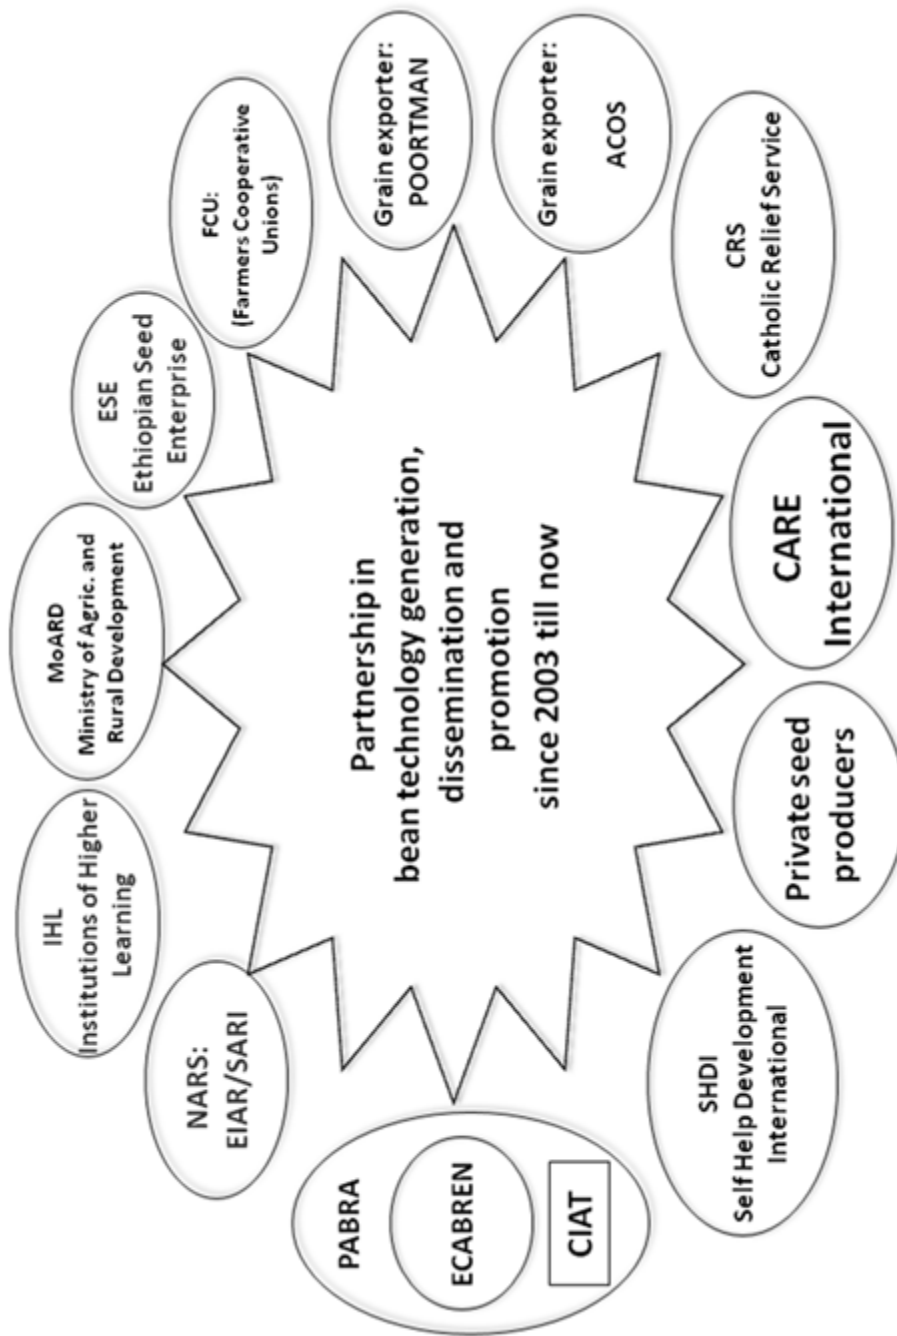 PABRA
ECABREN
CIAT
NARS:
EIAR/SARI
IHL
Institutions of Higher
Learning
MoARD
Ministry of Agric. and
Rural Development
ESE
Ethiopian Seed
Enterprise
FCU:
(Farmers Cooperative
Unions)
Grain exporter:
POORTMAN
Grain exporter:
ACOS
CRS
Catholic Relief Service
CARE
International
Private seed
producers
SHDI
Self Help Development
International
Partnership in
bean technology generation,
dissemination and
promotion
since 2003 till now